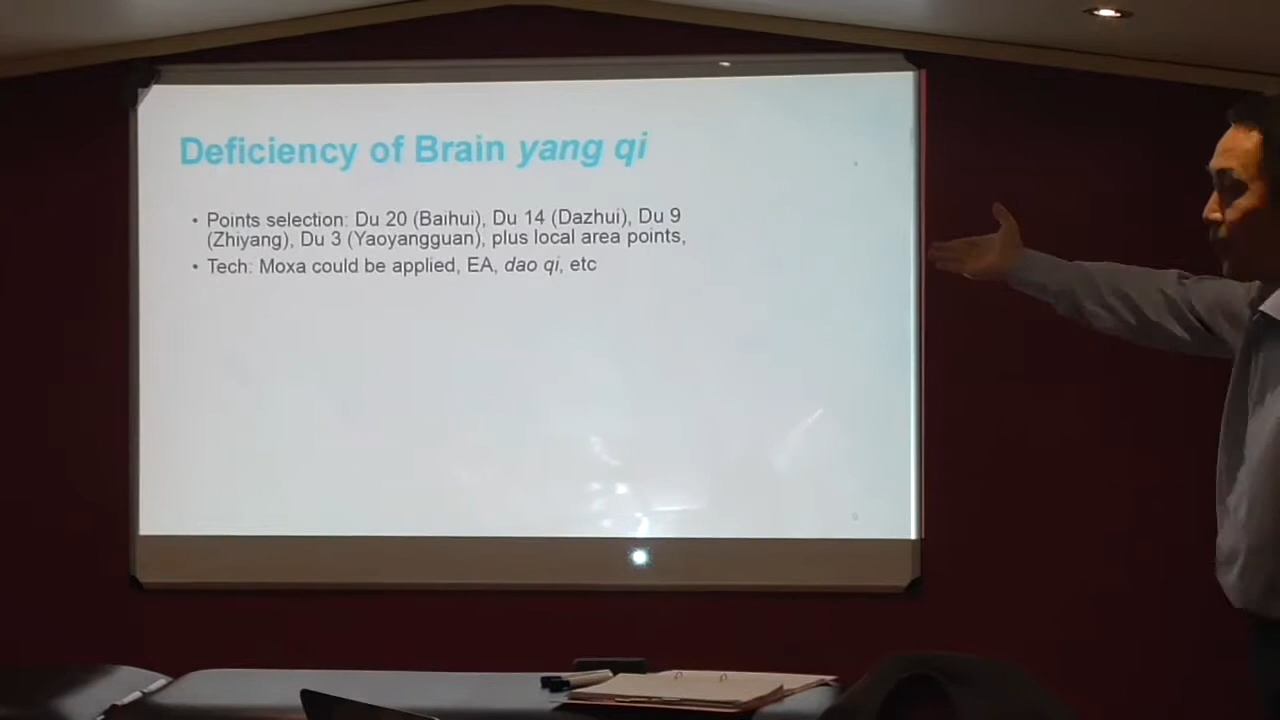 Deficiency of Brain yang qi
• Points selection: Du 20 (Baihui), Du 14 (Dazhui), Du 9
(Zhiyang), Du 3 (Yaoyangguan), plus local area points,
• Tech: Moxa could be applied, EA, dao qi, etc